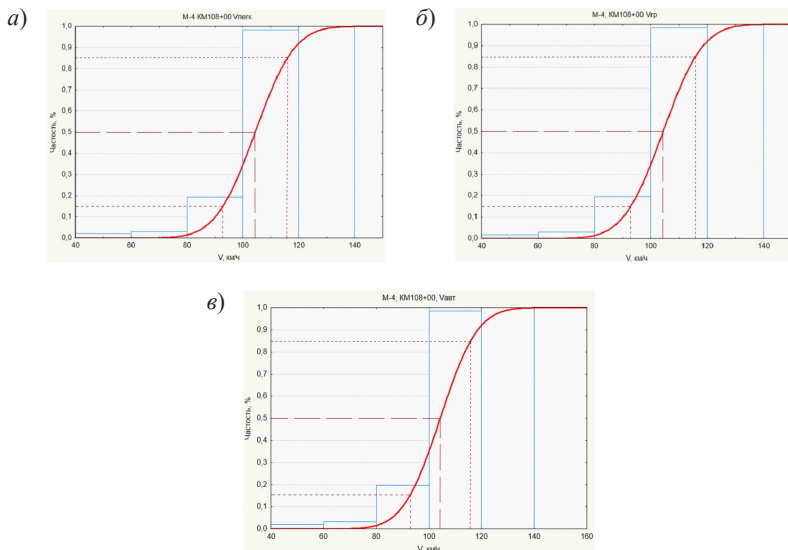 а)
М-4 КМ108+00 Vлегк
Частость, %
1,0
0,9
0,8
0,7
0,6
0,5
0,4
0,3
0,2
0,1
0,0
40 60 80 100 120 140
V, км/ч
б)
М-4, КМ108+00 Vгр
Частость, %
1,0
0,9
0,8
0,7
0,6
0,5
0,4
0,3
0,2
0,1
0,0
40 60 80 100 120 140
V, км/ч
в)
М-4, КМ108+00, Vавт
Частость, %
1,0
0,9
0,8
0,7
0,6
0,5
0,4
0,3
0,2
0,1
0,0
40 60 80 100 120 140 160
V, км/ч